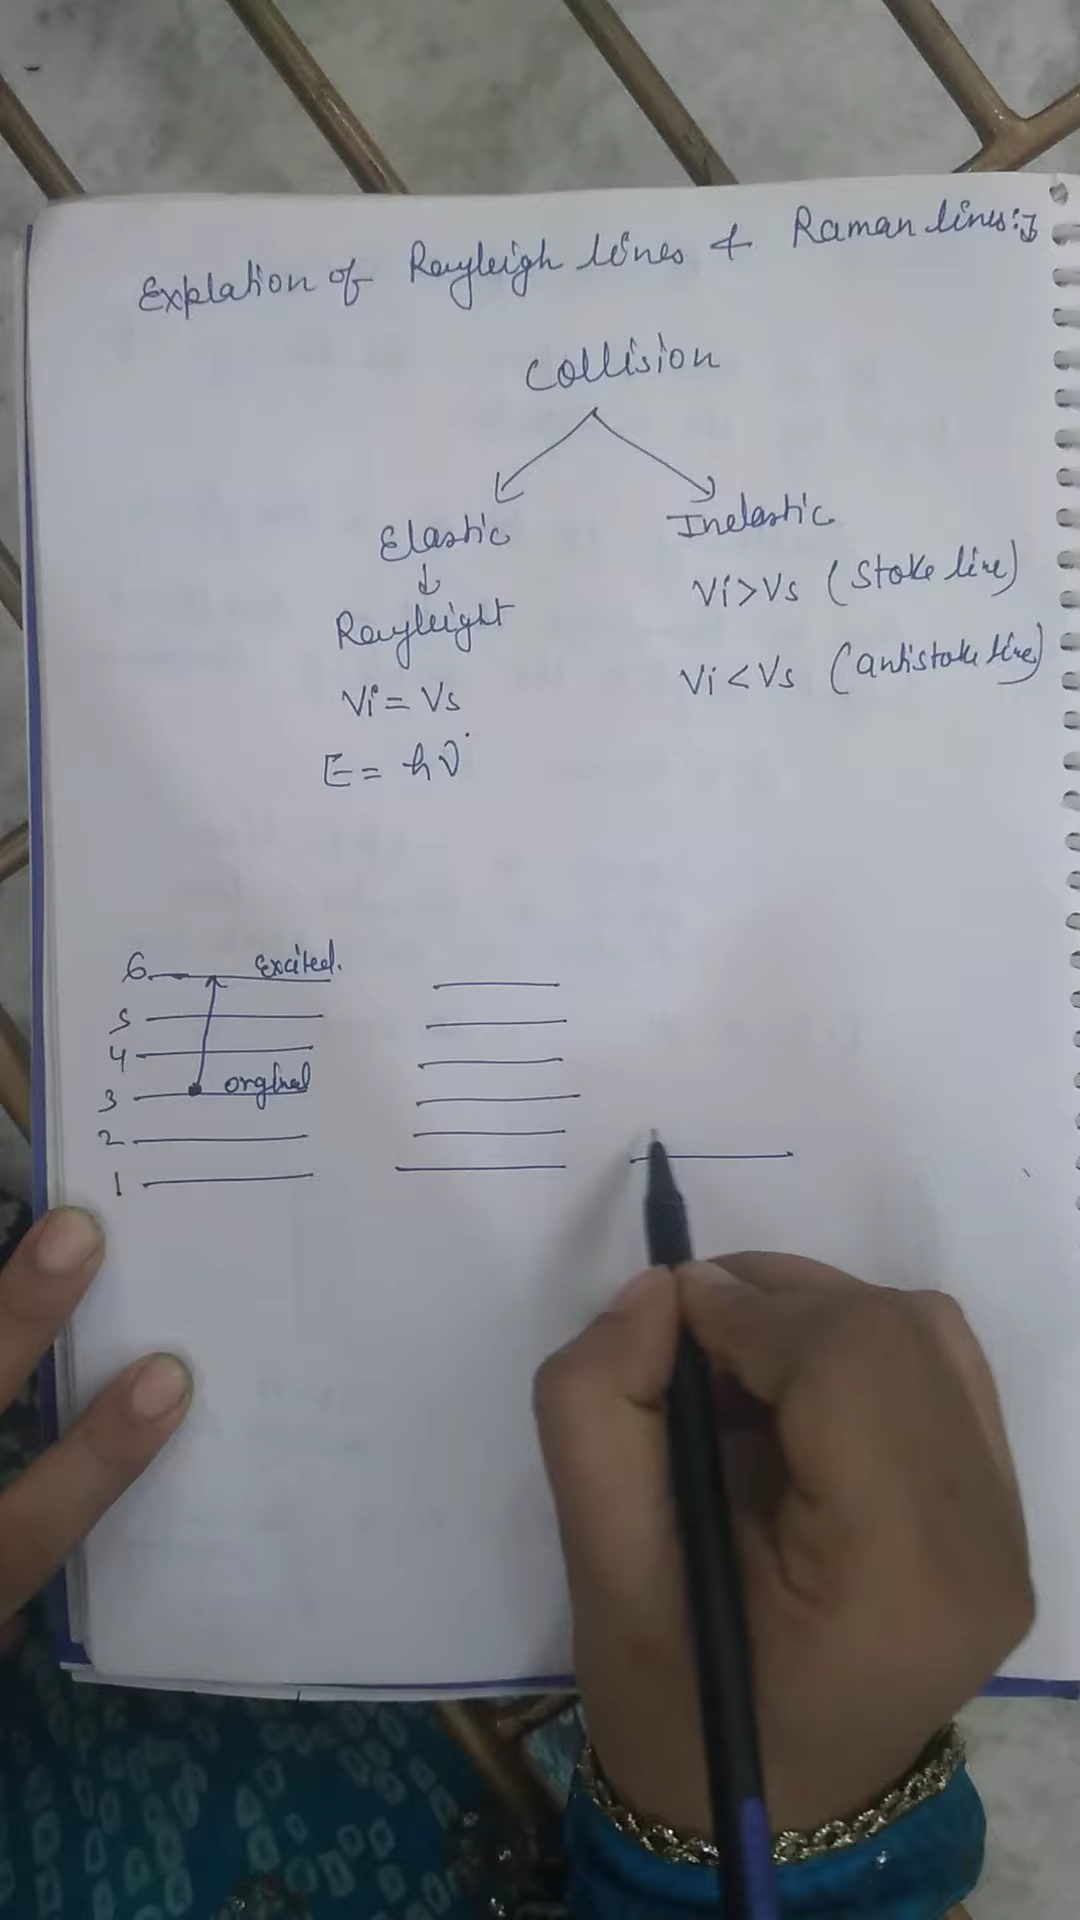 Explation of Rayleigh lines & Raman lines:→
Collision
Elastic
Inelastic
Rayleight
Vi > Vs (Stoke line)
Vi = Vs
Vi < Vs (antistoke line)
E = hν
6 Excited.
5
4
3 orginal
2
1